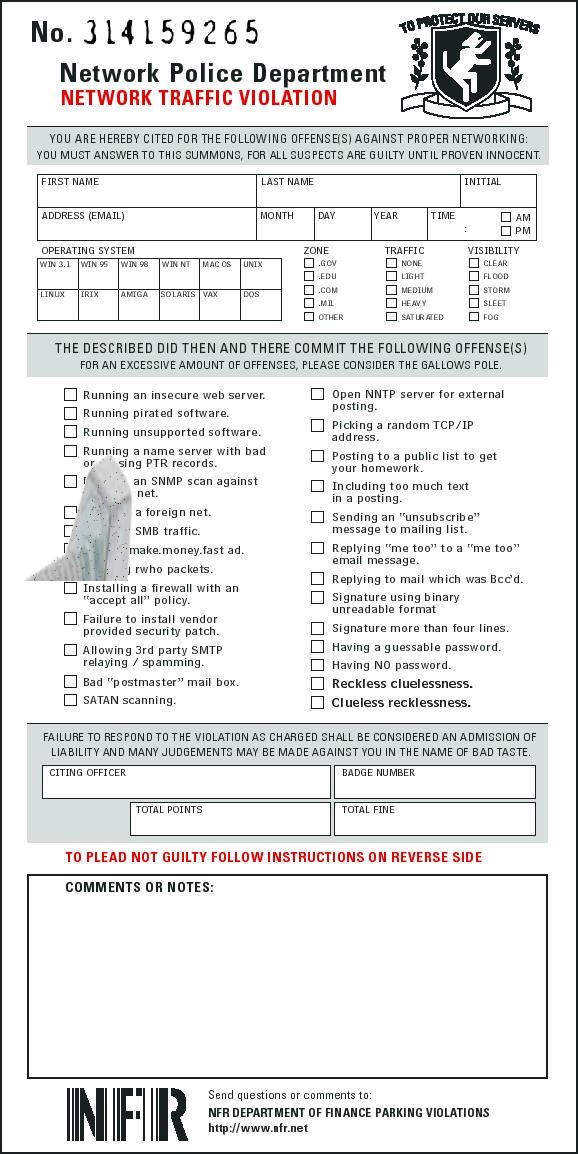 No. 314159265
TO PROTECT OUR SERVERS
Network Police Department
NETWORK TRAFFIC VIOLATION
YOU ARE HEREBY CITED FOR THE FOLLOWING OFFENSE(S) AGAINST PROPER NETWORKING:
YOU MUST ANSWER TO THIS SUMMONS, FOR ALL SUSPECTS ARE GUILTY UNTIL PROVEN INNOCENT.
FIRST NAME LAST NAME INITIAL
ADDRESS (EMAIL) MONTH DAY YEAR TIME : AM
PM
OPERATING SYSTEM
WIN 3.1 WIN 95 WIN 98 WIN NT MAC OS UNIX
LINUX IRIX AMIGA SOLARIS VAX DOS
ZONE
.GOV
.EDU
.COM
.MIL
OTHER
TRAFFIC
NONE
LIGHT
MEDIUM
HEAVY
SATURATED
VISIBILITY
CLEAR
FLOOD
STORM
SLEET
FOG
THE DESCRIBED DID THEN AND THERE COMMIT THE FOLLOWING OFFENSE(S)
FOR AN EXCESSIVE AMOUNT OF OFFENSES, PLEASE CONSIDER THE GALLOWS POLE.
Running an insecure web server.
Running pirated software.
Running unsupported software.
Running a name server with bad
PTR records.
an SNMP scan against
net.
a foreign net.
SMB traffic.
make.money.fast ad.
rwho packets.
Installing a firewall with an
"accept all" policy.
Failure to install vendor
provided security patch.
Allowing 3rd party SMTP
relaying / spamming.
Bad "postmaster" mail box.
SATAN scanning.
Open NNTP server for external
posting.
Picking a random TCP/IP
address.
Posting to a public list to get
your homework.
Including too much text
in a posting.
Sending an "unsubscribe"
message to mailing list.
Replying "me too" to a "me too"
email message.
Replying to mail which was Bcc'd.
Signature using binary
unreadable format
Signature more than four lines.
Having a guessable password.
Having NO password.
Reckless cluelessness.
Clueless recklessness.
FAILURE TO RESPOND TO THE VIOLATION AS CHARGED SHALL BE CONSIDERED AN ADMISSION OF
LIABILITY AND MANY JUDGEMENTS MAY BE MADE AGAINST YOU IN THE NAME OF BAD TASTE.
CITING OFFICER BADGE NUMBER
TOTAL POINTS TOTAL FINE
TO PLEAD NOT GUILTY FOLLOW INSTRUCTIONS ON REVERSE SIDE
COMMENTS OR NOTES:
NFR
Send questions or comments to:
NFR DEPARTMENT OF FINANCE PARKING VIOLATIONS
http://www.nfr.net